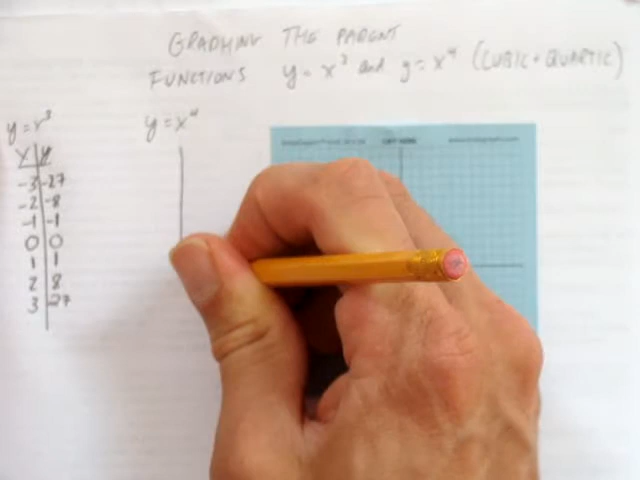 GRAPHING THE PARENT
FUNCTIONS y = x³ and y = x⁴ (CUBIC + QUARTIC)
y = x³
x y
-3 -27
-2 -8
-1 -1
0 0
1 1
2 8
3 27
y = x⁴